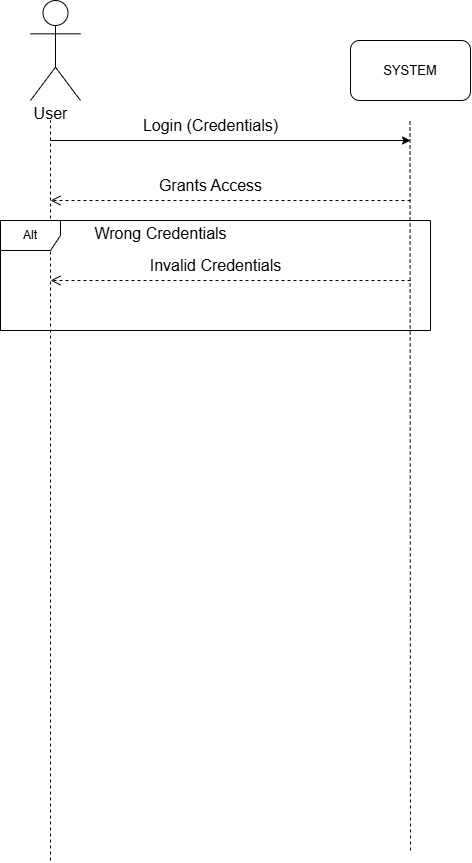 SYSTEM
User
Login (Credentials)
Grants Access
Alt
Wrong Credentials
Invalid Credentials